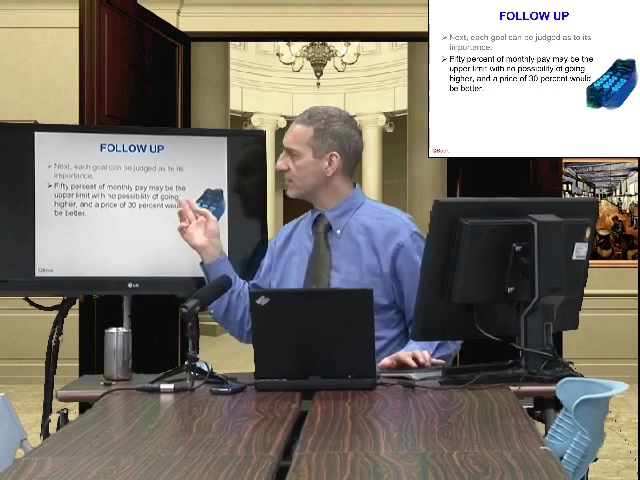 FOLLOW UP
➢ Next, each goal can be judged as to its
importance.
➢ Fifty percent of monthly pay may be the
upper limit with no possibility of going
higher, and a price of 30 percent would
be better.
©Boort
FOLLOW UP
➢ Next, each goal can be judged as to its
importance.
➢ Fifty percent of monthly pay may be the
upper limit with no possibility of going
higher, and a price of 30 percent would
be better.
LG